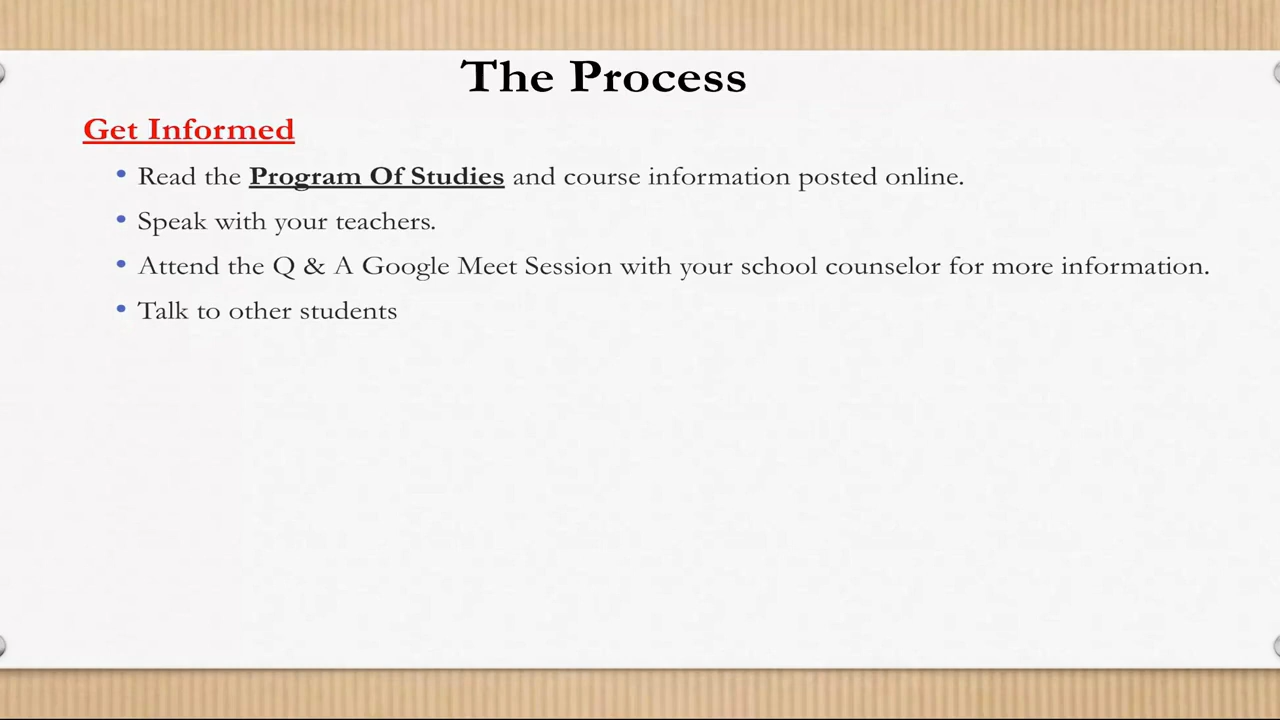 The Process
Get Informed
• Read the Program Of Studies and course information posted online.
• Speak with your teachers.
• Attend the Q & A Google Meet Session with your school counselor for more information.
• Talk to other students